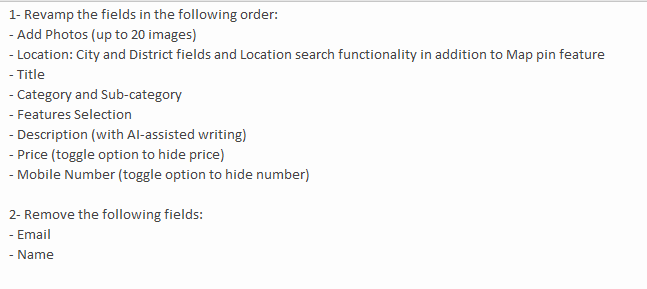 1- Revamp the fields in the following order:
- Add Photos (up to 20 images)
- Location: City and District fields and Location search functionality in addition to Map pin feature
- Title
- Category and Sub-category
- Features Selection
- Description (with AI-assisted writing)
- Price (toggle option to hide price)
- Mobile Number (toggle option to hide number)
2- Remove the following fields:
- Email
- Name